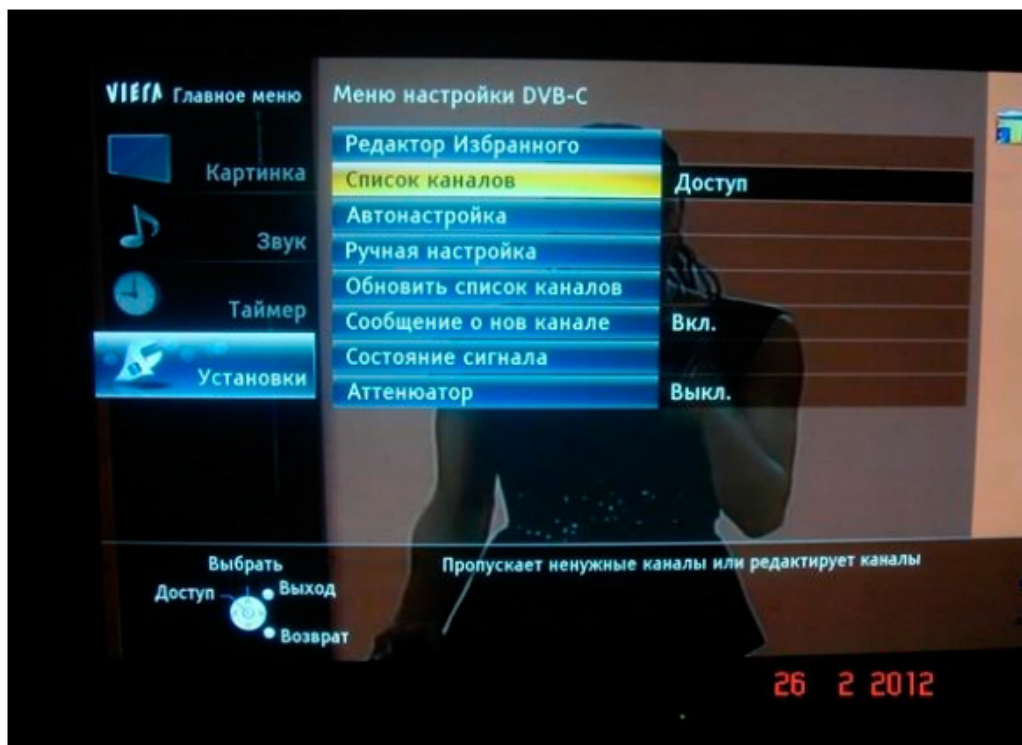 VIERA Главное меню
Меню настройки DVB-C
Картинка
Звук
Таймер
Установки
Редактор Избранного
Список каналов Доступ
Автонастройка
Ручная настройка
Обновить список каналов
Сообщение о нов канале Вкл.
Состояние сигнала
Аттенюатор Выкл.
Выбрать
Доступ
Выход
Возврат
Пропускает ненужные каналы или редактирует каналы
26 2 2012